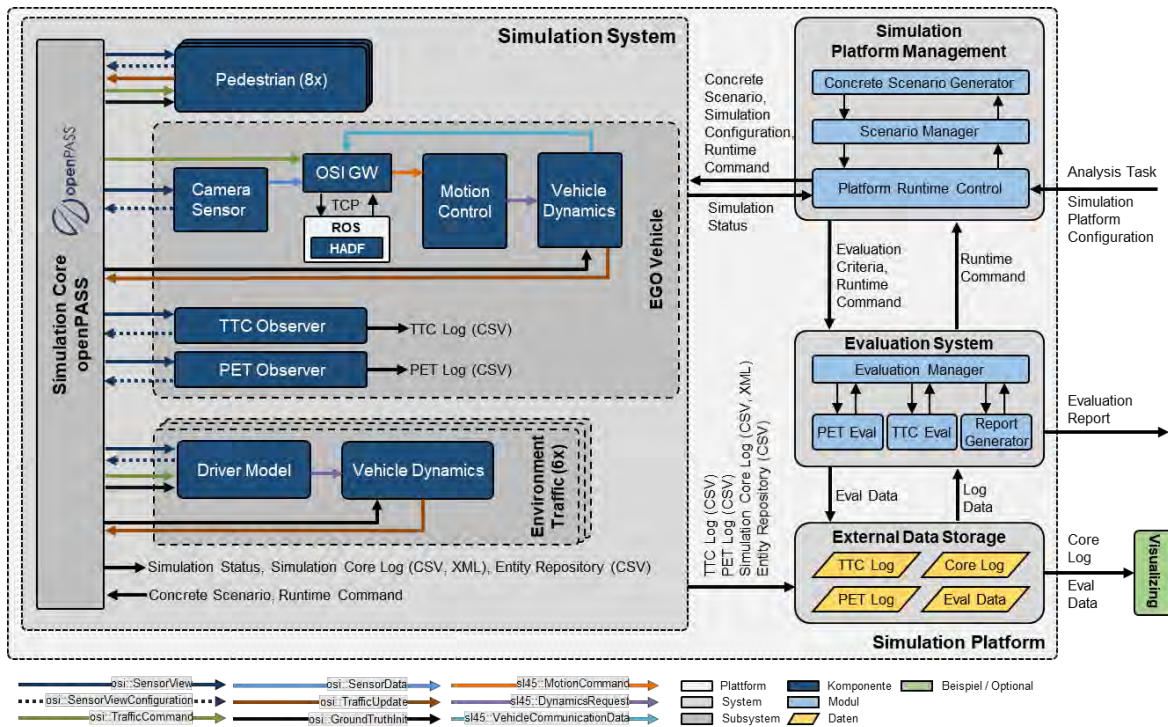 Simulation System
Simulation Core
openPASS
openPASS
Pedestrian (8x)
EGO Vehicle
Camera
Sensor
OSI GW
TCP
ROS
HADF
Motion
Control
Vehicle
Dynamics
TTC Observer
TTC Log (CSV)
PET Observer
PET Log (CSV)
Environment
Traffic (6x)
Driver Model
Vehicle Dynamics
Simulation Status, Simulation Core Log (CSV, XML), Entity Repository (CSV)
Concrete Scenario, Runtime Command
Concrete
Scenario,
Simulation
Configuration,
Runtime
Command
Simulation
Status
TTC Log (CSV)
PET Log (CSV)
Simulation Core Log (CSV, XML)
Entity Repository (CSV)
Simulation
Platform Management
Concrete Scenario Generator
Scenario Manager
Platform Runtime Control
Analysis Task
Simulation
Platform
Configuration
Evaluation
Criteria,
Runtime
Command
Runtime
Command
Evaluation System
Evaluation Manager
PET Eval
TTC Eval
Report
Generator
Evaluation
Report
Eval Data
Log
Data
External Data Storage
TTC Log
Core Log
PET Log
Eval Data
Core
Log
Eval
Data
Visualizing
Simulation Platform
osi::SensorView
osi::SensorViewConfiguration
osi::TrafficCommand
osi::SensorData
osi::TrafficUpdate
osi::GroundTruthInit
sl45::MotionCommand
sl45::DynamicsRequest
sl45::VehicleCommunicationData
Plattform
System
Subsystem
Komponente
Modul
Daten
Beispiel / Optional